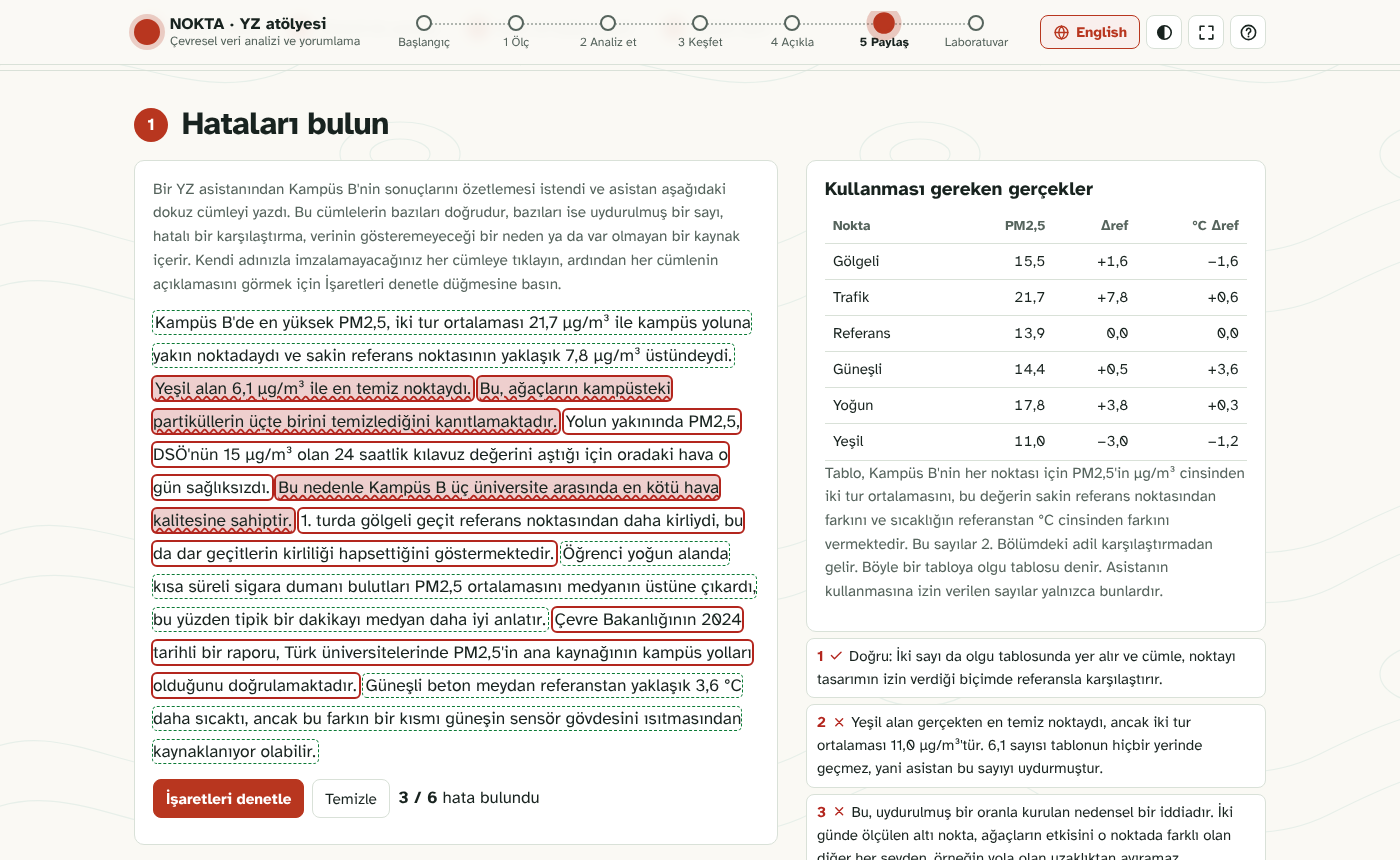 NOKTA · YZ atölyesi
Çevresel veri analizi ve yorumlama
Başlangıç
1 Ölç
2 Analiz et
3 Keşfet
4 Açıkla
5 Paylaş
Laboratuvar
English
1 Hataları bulun
Bir YZ asistanından Kampüs B'nin sonuçlarını özetlemesi istendi ve asistan aşağıdaki
dokuz cümleyi yazdı. Bu cümlelerin bazıları doğrudur, bazıları ise uydurulmuş bir sayı,
hatalı bir karşılaştırma, verinin gösteremeyeceği bir neden ya da var olmayan bir kaynak
içerir. Kendi adınızla imzalamayacağınız her cümleye tıklayın, ardından her cümlenin
açıklamasını görmek için İşaretleri denetle düğmesine basın.
Kampüs B'de en yüksek PM2,5, iki tur ortalaması 21,7 µg/m³ ile kampüs yoluna
yakın noktadaydı ve sakin referans noktasının yaklaşık 7,8 µg/m³ üstündeydi.
Yeşil alan 6,1 µg/m³ ile en temiz noktaydı. Bu, ağaçların kampüsteki
partiküllerin üçte birini temizlediğini kanıtlamaktadır. Yolun yakınında PM2,5,
DSÖ'nün 15 µg/m³ olan 24 saatlik kılavuz değerini aştığı için oradaki hava o
gün sağlıksızdı. Bu nedenle Kampüs B üç üniversite arasında en kötü hava
kalitesine sahiptir. 1. turda gölgeli geçit referans noktasından daha kirliydi, bu
da dar geçitlerin kirliliği hapsettiğini göstermektedir. Öğrenci yoğun alanda
kısa süreli sigara dumanı bulutları PM2,5 ortalamasını medyanın üstüne çıkardı,
bu yüzden tipik bir dakikayı medyan daha iyi anlatır. Çevre Bakanlığının 2024
tarihli bir raporu, Türk üniversitelerinde PM2,5'in ana kaynağının kampüs yolları
olduğunu doğrulamaktadır. Güneşli beton meydan referanstan yaklaşık 3,6 °C
daha sıcaktı, ancak bu farkın bir kısmı güneşin sensör gövdesini ısıtmasından
kaynaklanıyor olabilir.
İşaretleri denetle Temizle 3 / 6 hata bulundu
Kullanması gereken gerçekler
Nokta PM2,5 Δref °C Δref
Gölgeli 15,5 +1,6 −1,6
Trafik 21,7 +7,8 +0,6
Referans 13,9 0,0 0,0
Güneşli 14,4 +0,5 +3,6
Yoğun 17,8 +3,8 +0,3
Yeşil 11,0 −3,0 −1,2
Tablo, Kampüs B'nin her noktası için PM2,5'in µg/m³ cinsinden
iki tur ortalamasını, bu değerin sakin referans noktasından
farkını ve sıcaklığın referanstan °C cinsinden farkını
vermektedir. Bu sayılar 2. Bölümdeki adil karşılaştırmadan
gelir. Böyle bir tabloya olgu tablosu denir. Asistanın
kullanmasına izin verilen sayılar yalnızca bunlardır.
1 ✓ Doğru: İki sayı da olgu tablosunda yer alır ve cümle, noktayı
tasarımın izin verdiği biçimde referansla karşılaştırır.
2 × Yeşil alan gerçekten en temiz noktaydı, ancak iki tur
ortalaması 11,0 µg/m³'tür. 6,1 sayısı tablonun hiçbir yerinde
geçmez, yani asistan bu sayıyı uydurmuştur.
3 × Bu, uydurulmuş bir oranla kurulan nedensel bir iddiadır. İki
günde ölçülen altı nokta, ağaçların etkisini o noktada farklı olan
diğer her şeyden, örneğin yola olan uzaklıktan ayıramaz.